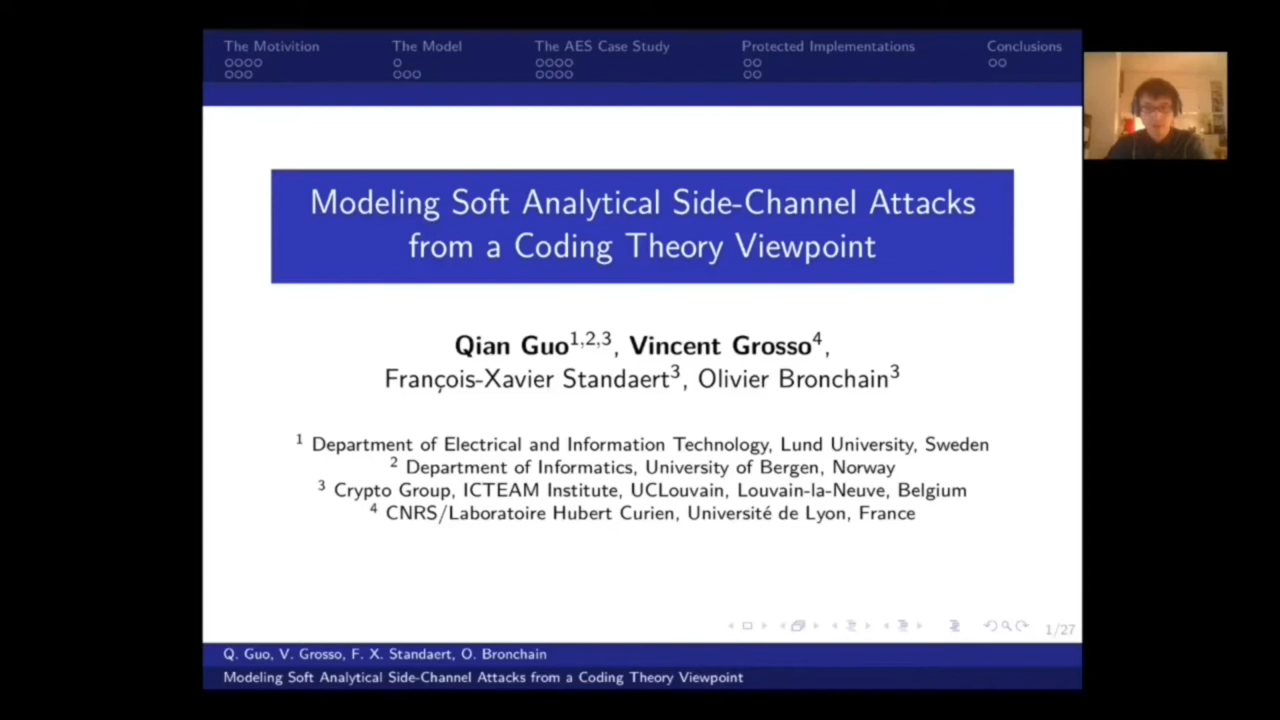 The Motivition The Model The AES Case Study Protected Implementations Conclusions
Modeling Soft Analytical Side-Channel Attacks
from a Coding Theory Viewpoint
Qian Guo1,2,3, Vincent Grosso4,
François-Xavier Standaert3, Olivier Bronchain3
1 Department of Electrical and Information Technology, Lund University, Sweden
2 Department of Informatics, University of Bergen, Norway
3 Crypto Group, ICTEAM Institute, UCLouvain, Louvain-la-Neuve, Belgium
4 CNRS/Laboratoire Hubert Curien, Université de Lyon, France
1/27
Q. Guo, V. Grosso, F. X. Standaert, O. Bronchain
Modeling Soft Analytical Side-Channel Attacks from a Coding Theory Viewpoint